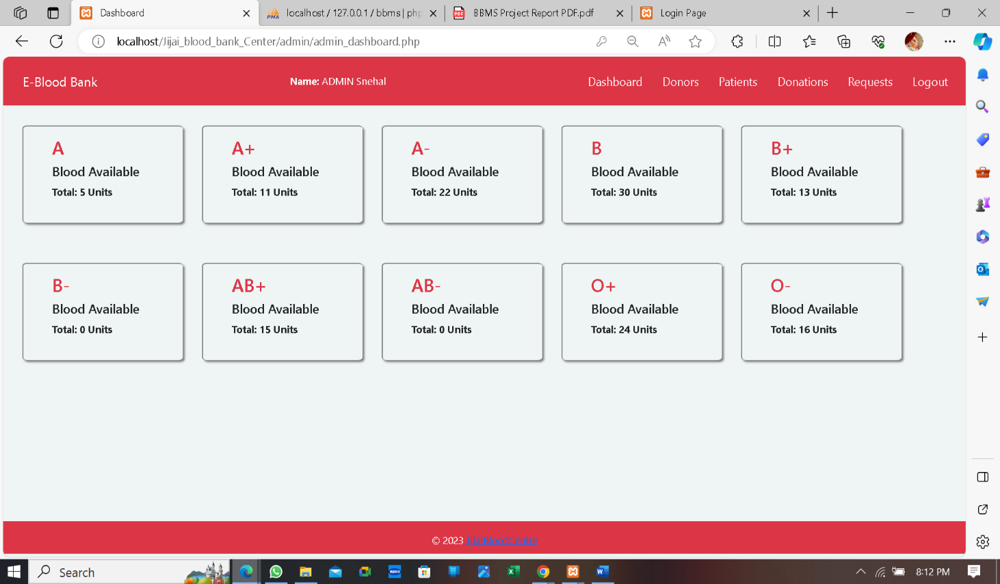 Dashboard
localhost / 127.0.0.1 / bbms | php
BBMS Project Report PDF.pdf
Login Page
localhost/Jijai_blood_bank_Center/admin/admin_dashboard.php
E-Blood Bank
Name: ADMIN Snehal
Dashboard Donors Patients Donations Requests Logout
A
Blood Available
Total: 5 Units
A+
Blood Available
Total: 11 Units
A-
Blood Available
Total: 22 Units
B
Blood Available
Total: 30 Units
B+
Blood Available
Total: 13 Units
B-
Blood Available
Total: 0 Units
AB+
Blood Available
Total: 15 Units
AB-
Blood Available
Total: 0 Units
O+
Blood Available
Total: 24 Units
O-
Blood Available
Total: 16 Units
© 2023 JijaiBloodCentre
Search
8:12 PM